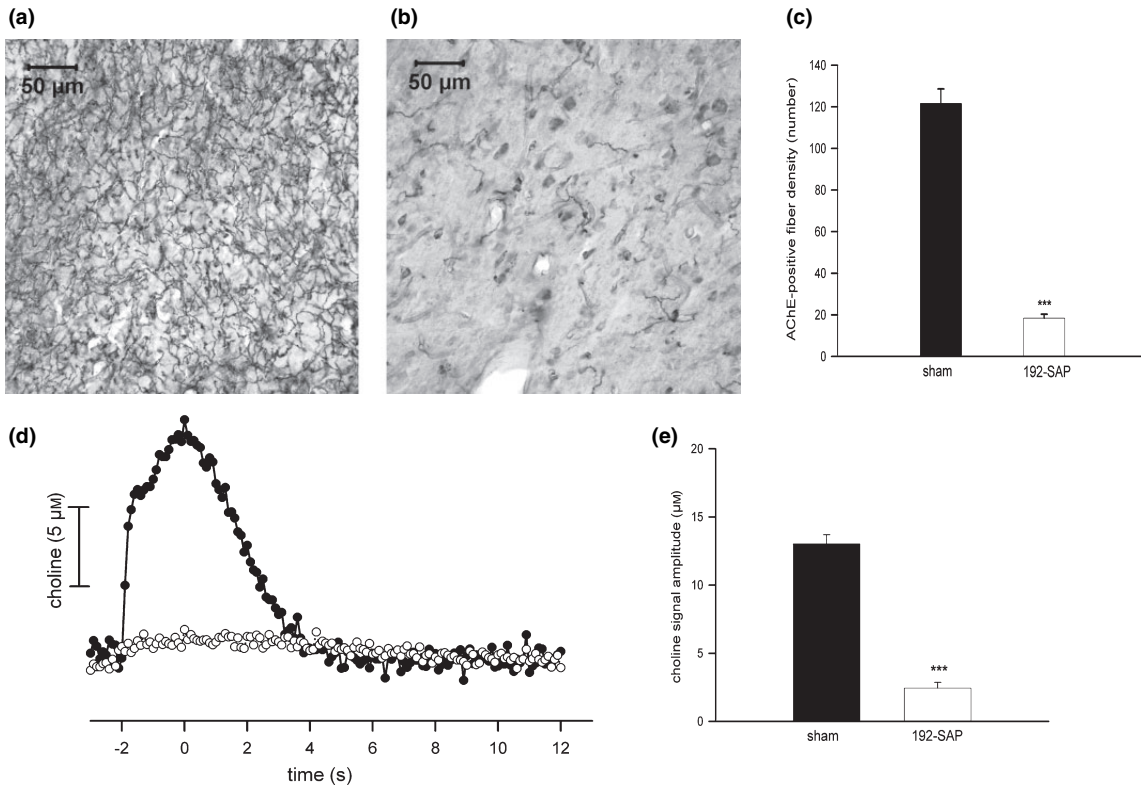 (a)
50 µm
(b)
50 µm
(c)
AChE-positive fiber density (number)
140
120
100
80
60
40
20
0
***
sham 192-SAP
(d)
choline (5 µM)
-2 0 2 4 6 8 10 12
time (s)
(e)
choline signal amplitude (µM)
20
15
10
5
0
***
sham 192-SAP